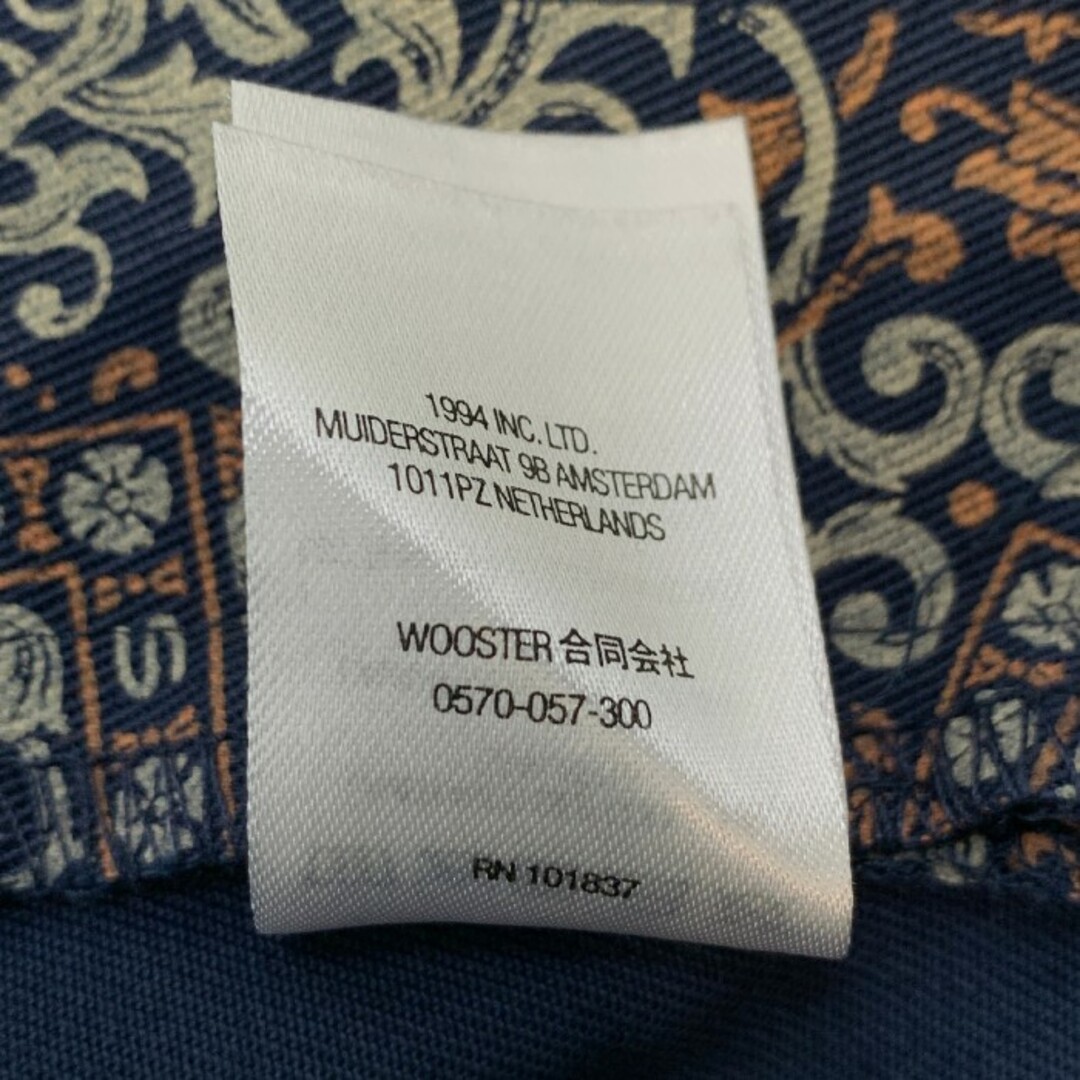 1994 INC. LTD.
MUIDERSTRAAT 9B AMSTERDAM
1011PZ NETHERLANDS
WOOSTER 合同会社
0570-057-300
RN 101837
S